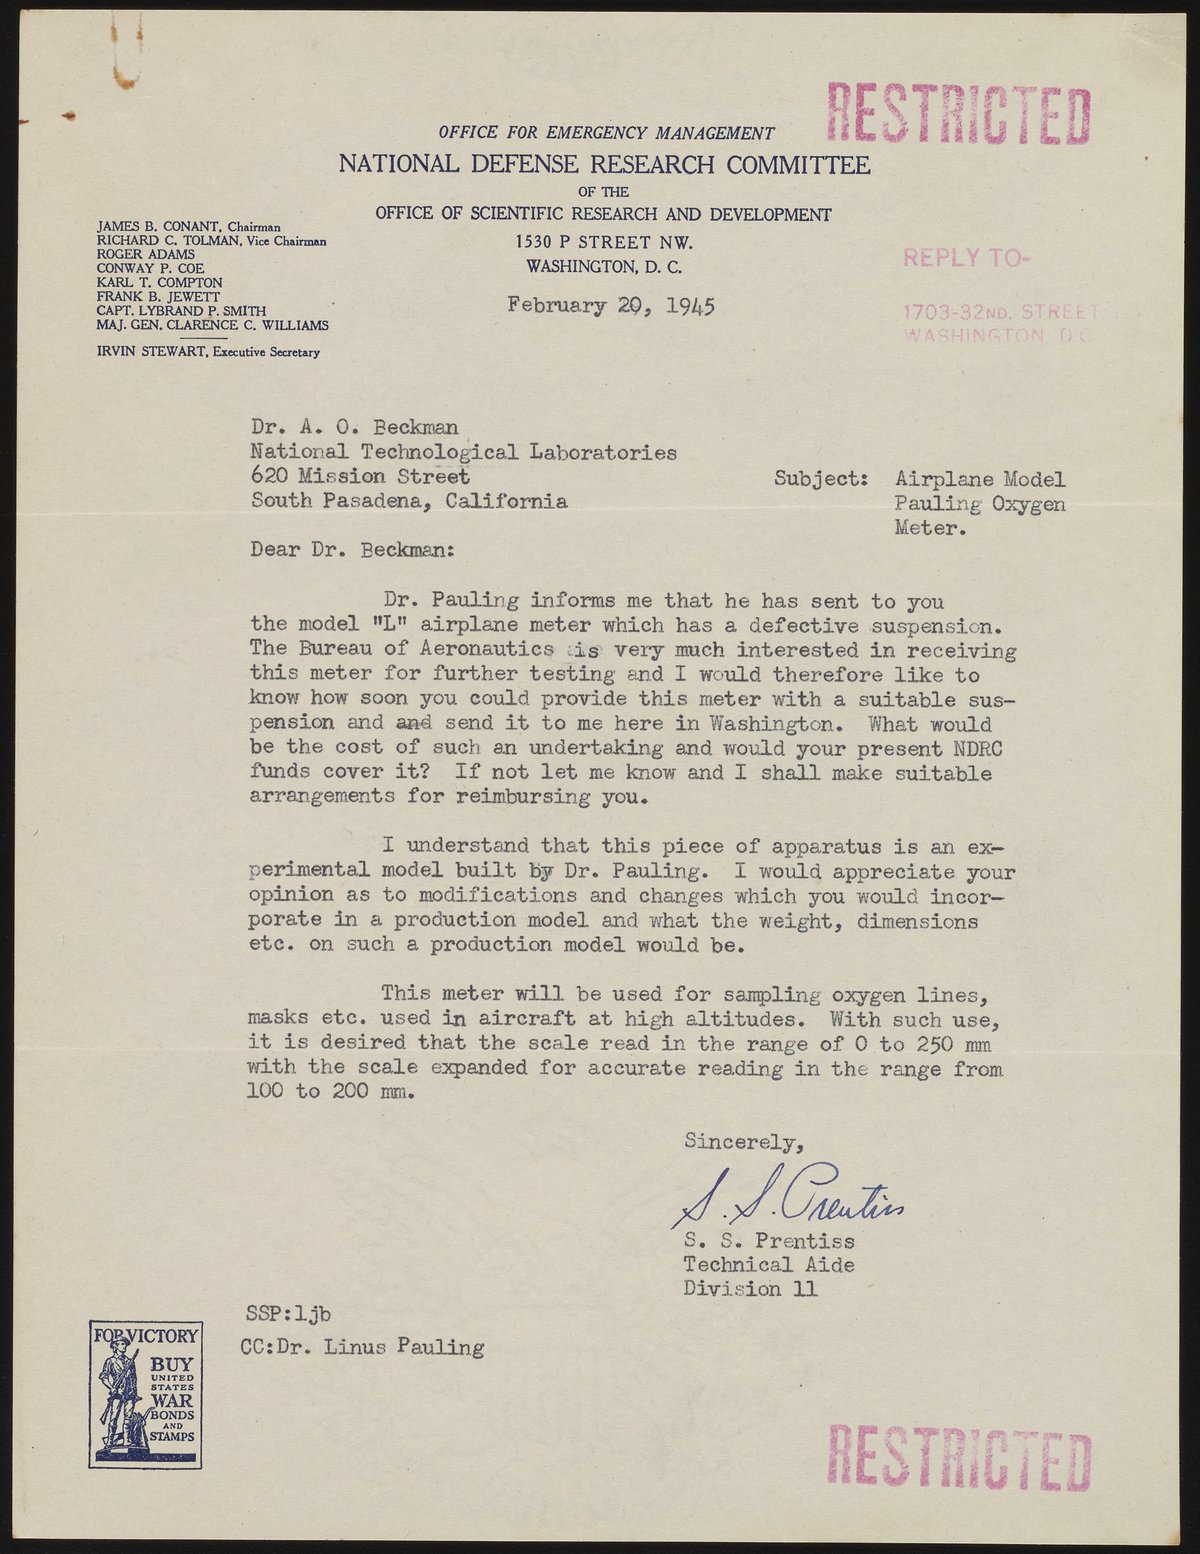 RESTRICTED
OFFICE FOR EMERGENCY MANAGEMENT
NATIONAL DEFENSE RESEARCH COMMITTEE
OF THE
OFFICE OF SCIENTIFIC RESEARCH AND DEVELOPMENT
1530 P STREET NW.
WASHINGTON, D. C.
JAMES B. CONANT, Chairman
RICHARD C. TOLMAN, Vice Chairman
ROGER ADAMS
CONWAY P. COE
KARL T. COMPTON
FRANK B. JEWETT
CAPT. LYBRAND P. SMITH
MAJ. GEN. CLARENCE C. WILLIAMS
IRVIN STEWART, Executive Secretary
REPLY TO-
1703-32ND. STREET
WASHINGTON, D.C.
February 20, 1945
Dr. A. O. Beckman
National Technological Laboratories
620 Mission Street
South Pasadena, California
Subject: Airplane Model
Pauling Oxygen
Meter.
Dear Dr. Beckman:
Dr. Pauling informs me that he has sent to you
the model "L" airplane meter which has a defective suspension.
The Bureau of Aeronautics is very much interested in receiving
this meter for further testing and I would therefore like to
know how soon you could provide this meter with a suitable sus-
pension and and send it to me here in Washington. What would
be the cost of such an undertaking and would your present NDRC
funds cover it? If not let me know and I shall make suitable
arrangements for reimbursing you.
I understand that this piece of apparatus is an ex-
perimental model built by Dr. Pauling. I would appreciate your
opinion as to modifications and changes which you would incor-
porate in a production model and what the weight, dimensions
etc. on such a production model would be.
This meter will be used for sampling oxygen lines,
masks etc. used in aircraft at high altitudes. With such use,
it is desired that the scale read in the range of 0 to 250 mm
with the scale expanded for accurate reading in the range from
100 to 200 mm.
Sincerely,
S. S. Prentiss
S. S. Prentiss
Technical Aide
Division 11
SSP:ljb
CC:Dr. Linus Pauling
FOR VICTORY
BUY
UNITED
STATES
WAR
BONDS
AND
STAMPS
RESTRICTED